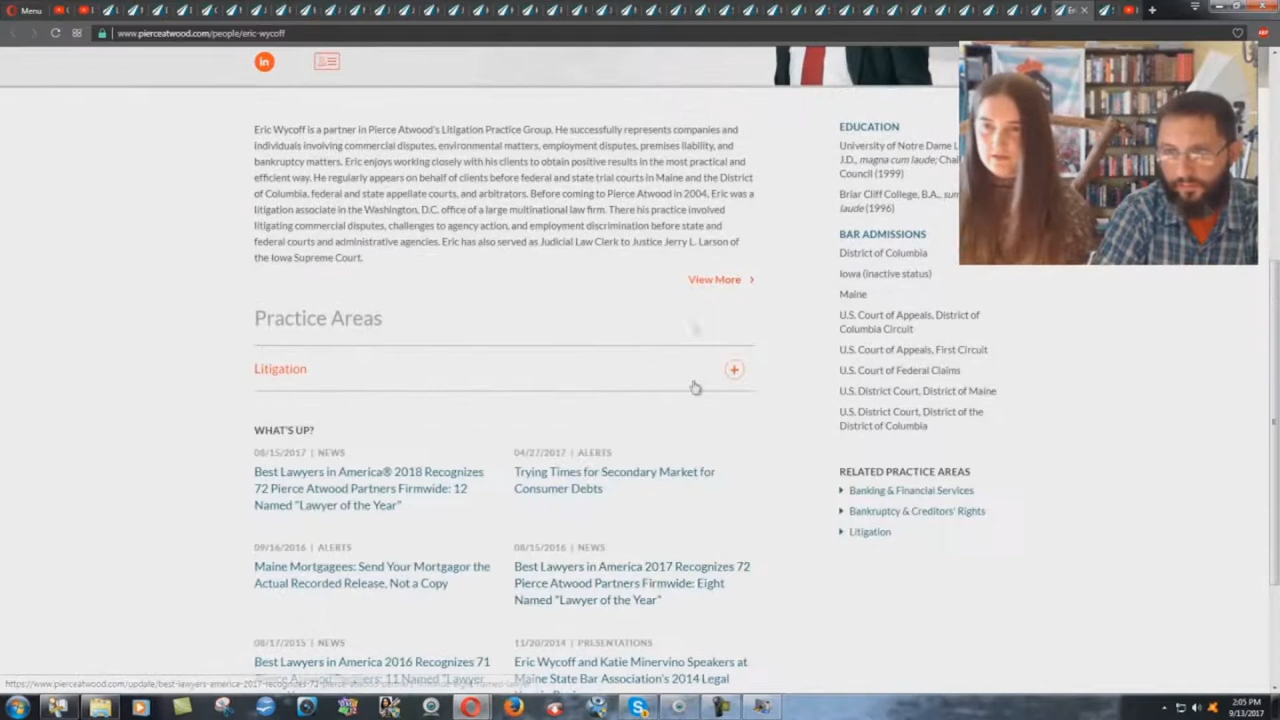 Menu
www.pierceatwood.com/people/eric-wycoff
in
Eric Wycoff is a partner in Pierce Atwood's Litigation Practice Group. He successfully represents companies and
individuals involving commercial disputes, environmental matters, employment disputes, premises liability, and
bankruptcy matters. Eric enjoys working closely with his clients to obtain positive results in the most practical and
efficient way. He regularly appears on behalf of clients before federal and state trial courts in Maine and the District
of Columbia, federal and state appellate courts, and arbitrators. Before coming to Pierce Atwood in 2004, Eric was a
litigation associate in the Washington, D.C. office of a large multinational law firm. There his practice involved
litigating commercial disputes, challenges to agency action, and employment discrimination before state and
federal courts and administrative agencies. Eric has also served as Judicial Law Clerk to Justice Jerry L. Larson of
the Iowa Supreme Court.
View More
Practice Areas
Litigation
WHAT'S UP?
08/15/2017 | NEWS
Best Lawyers in America® 2018 Recognizes
72 Pierce Atwood Partners Firmwide: 12
Named "Lawyer of the Year"
04/27/2017 | ALERTS
Trying Times for Secondary Market for
Consumer Debts
09/16/2016 | ALERTS
Maine Mortgagees: Send Your Mortgagor the
Actual Recorded Release, Not a Copy
08/15/2016 | NEWS
Best Lawyers in America 2017 Recognizes 72
Pierce Atwood Partners Firmwide: Eight
Named "Lawyer of the Year"
08/17/2015 | NEWS
Best Lawyers in America 2016 Recognizes 71
11 Named "Lawyer
11/20/2014 | PRESENTATIONS
Eric Wycoff and Katie Minervino Speakers at
Maine State Bar Association's 2014 Legal
EDUCATION
University of Notre Dame
J.D., magna cum laude;
Council (1999)
Briar Cliff College, B.A.,
laude (1996)
BAR ADMISSIONS
District of Columbia
Iowa (inactive status)
Maine
U.S. Court of Appeals, District of
Columbia Circuit
U.S. Court of Appeals, First Circuit
U.S. Court of Federal Claims
U.S. District Court, District of Maine
U.S. District Court, District of the
District of Columbia
RELATED PRACTICE AREAS
Banking & Financial Services
Bankruptcy & Creditors' Rights
Litigation
2:05 PM
9/13/2017